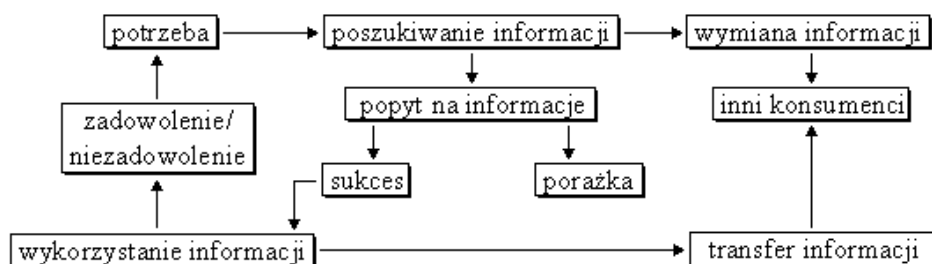 potrzeba
poszukiwanie informacji
wymiana informacji
popyt na informacje
inni konsumenci
zadowolenie/
niezadowolenie
sukces
porażka
wykorzystanie informacji
transfer informacji